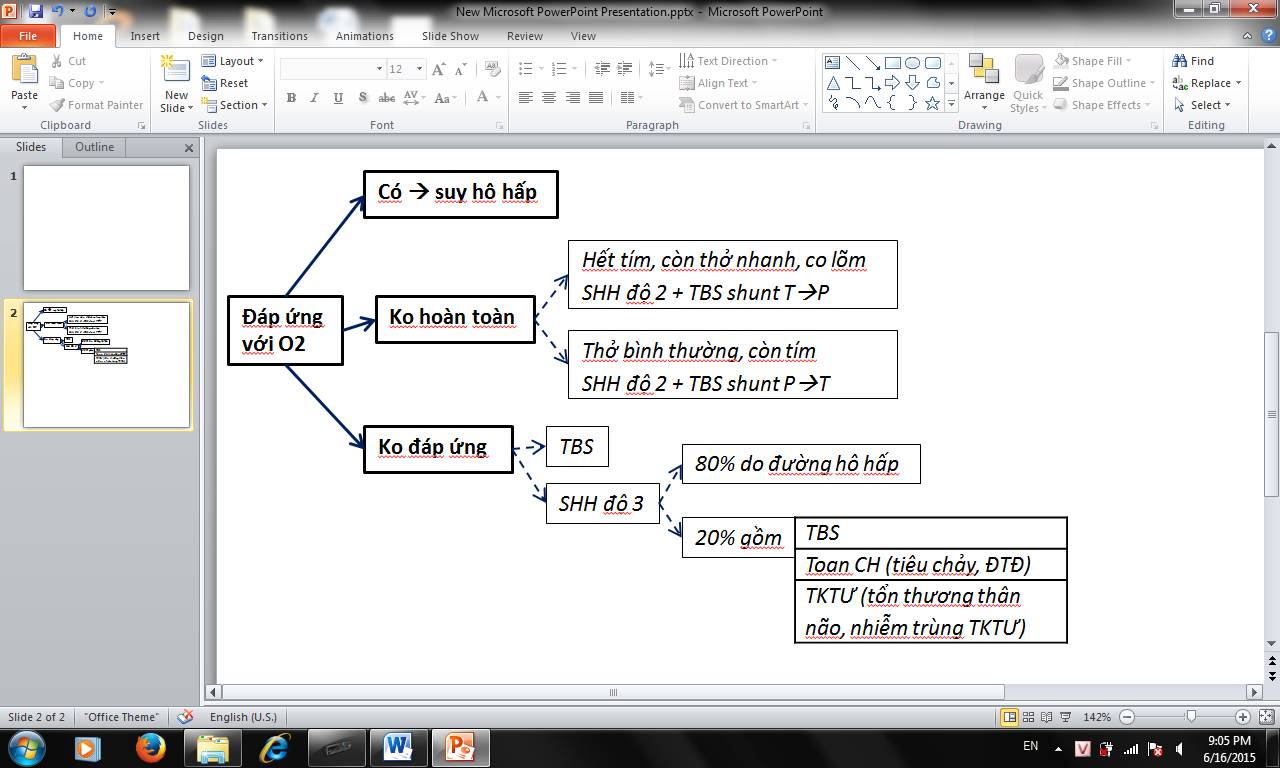 New Microsoft PowerPoint Presentation.pptx - Microsoft PowerPoint
File Home Insert Design Transitions Animations Slide Show Review View
Paste
Cut
Copy
Format Painter
Clipboard
New
Slide
Layout
Reset
Section
Slides
12
B I U S abc AV Aa A
Font
Text Direction
Align Text
Convert to SmartArt
Paragraph
Arrange
Quick
Styles
Shape Fill
Shape Outline
Shape Effects
Drawing
Find
Replace
Select
Editing
Slides Outline
1
2
Có → suy hô hấp
Hết tím, còn thở nhanh, co lõm
SHH độ 2 + TBS shunt T→P
Đáp ứng
với O2
Ko hoàn toàn
Thở bình thường, còn tím
SHH độ 2 + TBS shunt P→T
Ko đáp ứng
TBS
80% do đường hô hấp
SHH độ 3
20% gồm
TBS
Toan CH (tiêu chảy, ĐTĐ)
TKTƯ (tổn thương thân
não, nhiễm trùng TKTƯ)
Slide 2 of 2 "Office Theme" English (U.S.) 142%
EN
9:05 PM
6/16/2015